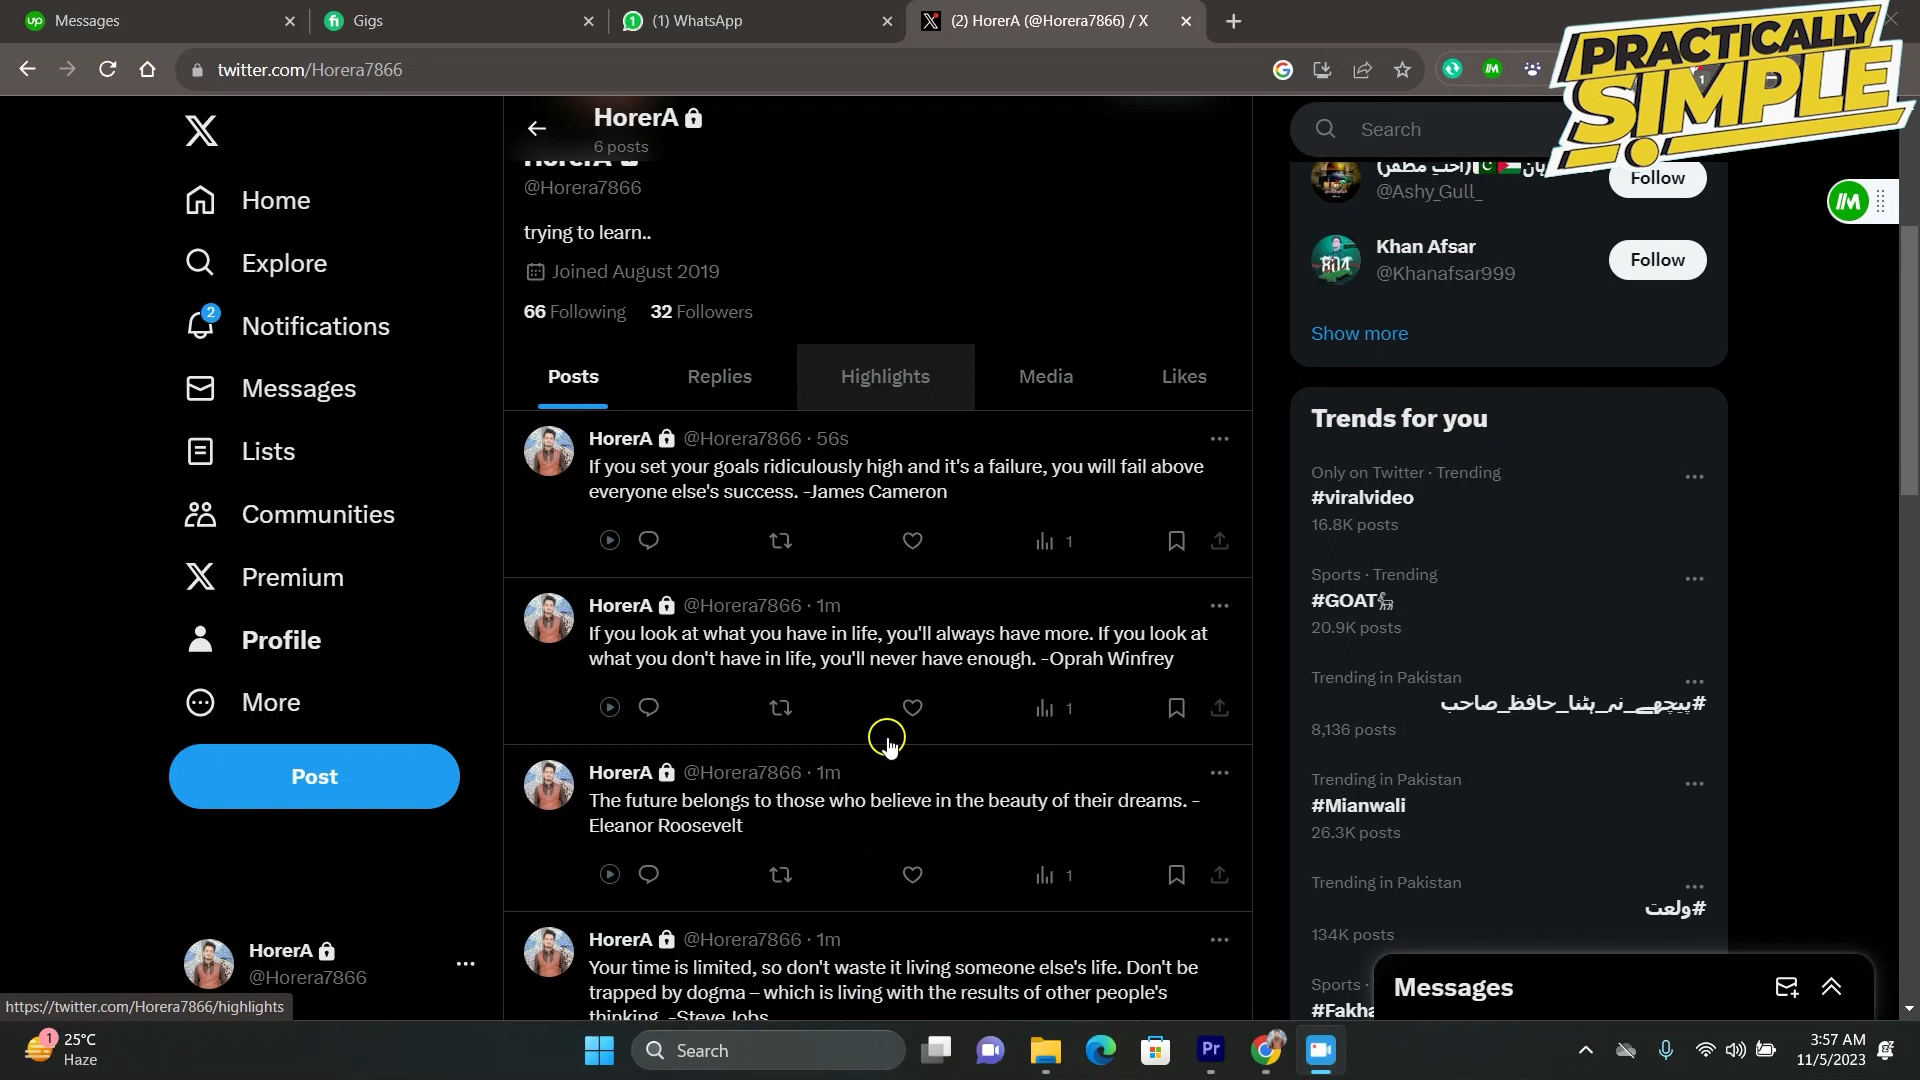 Messages
Gigs
(1) WhatsApp
(2) HorerA (@Horera7866) / X
twitter.com/Horera7866
PRACTICALLY
SIMPLE
HorerA
6 posts
HorerA
@Horera7866
trying to learn..
Joined August 2019
66 Following 32 Followers
Posts
Replies
Highlights
Media
Likes
Home
Explore
2
Notifications
Messages
Lists
Communities
Premium
Profile
More
Post
HorerA
@Horera7866
https://twitter.com/Horera7866/highlights
HorerA @Horera7866 · 56s
If you set your goals ridiculously high and it's a failure, you will fail above
everyone else's success. -James Cameron
1
HorerA @Horera7866 · 1m
If you look at what you have in life, you'll always have more. If you look at
what you don't have in life, you'll never have enough. -Oprah Winfrey
1
HorerA @Horera7866 · 1m
The future belongs to those who believe in the beauty of their dreams. -
Eleanor Roosevelt
1
HorerA @Horera7866 · 1m
Your time is limited, so don't waste it living someone else's life. Don't be
trapped by dogma – which is living with the results of other people's
thinking. -Steve Jobs
Search
@Ashy_Gull_
Follow
Khan Afsar
@Khanafsar999
Follow
Show more
Trends for you
Only on Twitter · Trending
#viralvideo
16.8K posts
Sports · Trending
#GOAT
20.9K posts
Trending in Pakistan
#پیچھے_نہ_ہٹنا_حافظ_صاحب
8,136 posts
Trending in Pakistan
#Mianwali
26.3K posts
Trending in Pakistan
#ولعت
134K posts
Sports ·
#Fakha
Messages
1
25°C
Haze
Search
Pr
3:57 AM
11/5/2023